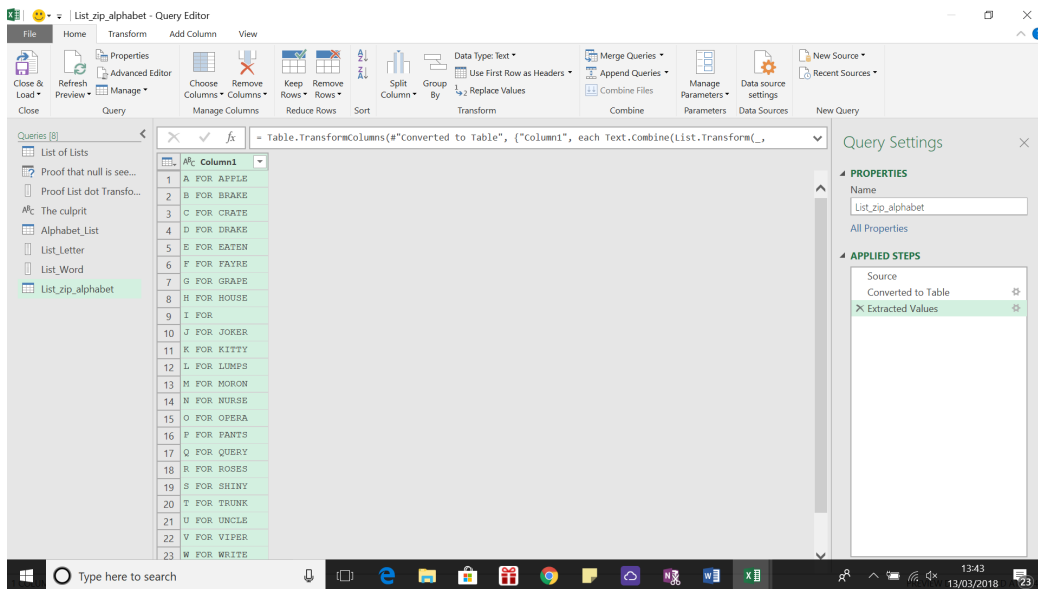 List_zip_alphabet - Query Editor
File Home Transform Add Column View
Close & Load
Refresh Preview
Properties
Advanced Editor
Manage
Choose Columns
Remove Columns
Keep Rows
Remove Rows
Split Column
Group By
Data Type: Text
Use First Row as Headers
Replace Values
Merge Queries
Append Queries
Combine Files
Manage Parameters
Data source settings
New Source
Recent Sources
Close Query Manage Columns Reduce Rows Sort Transform Combine Parameters Data Sources New Query
Queries [8]
List of Lists
Proof that null is see...
Proof List dot Transfo...
The culprit
Alphabet_List
List_Letter
List_Word
List_zip_alphabet
fx = Table.TransformColumns(#"Converted to Table", {"Column1", each Text.Combine(List.Transform(_,
ABC Column1
1 A FOR APPLE
2 B FOR BRAKE
3 C FOR CRATE
4 D FOR DRAKE
5 E FOR EATEN
6 F FOR FAYRE
7 G FOR GRAPE
8 H FOR HOUSE
9 I FOR
10 J FOR JOKER
11 K FOR KITTY
12 L FOR LUMPS
13 M FOR MORON
14 N FOR NURSE
15 O FOR OPERA
16 P FOR PANTS
17 Q FOR QUERY
18 R FOR ROSES
19 S FOR SHINY
20 T FOR TRUNK
21 U FOR UNCLE
22 V FOR VIPER
23 W FOR WRITE
Query Settings
PROPERTIES
Name
List_zip_alphabet
All Properties
APPLIED STEPS
Source
Converted to Table
Extracted Values
Type here to search
13:43
13/03/2018
23